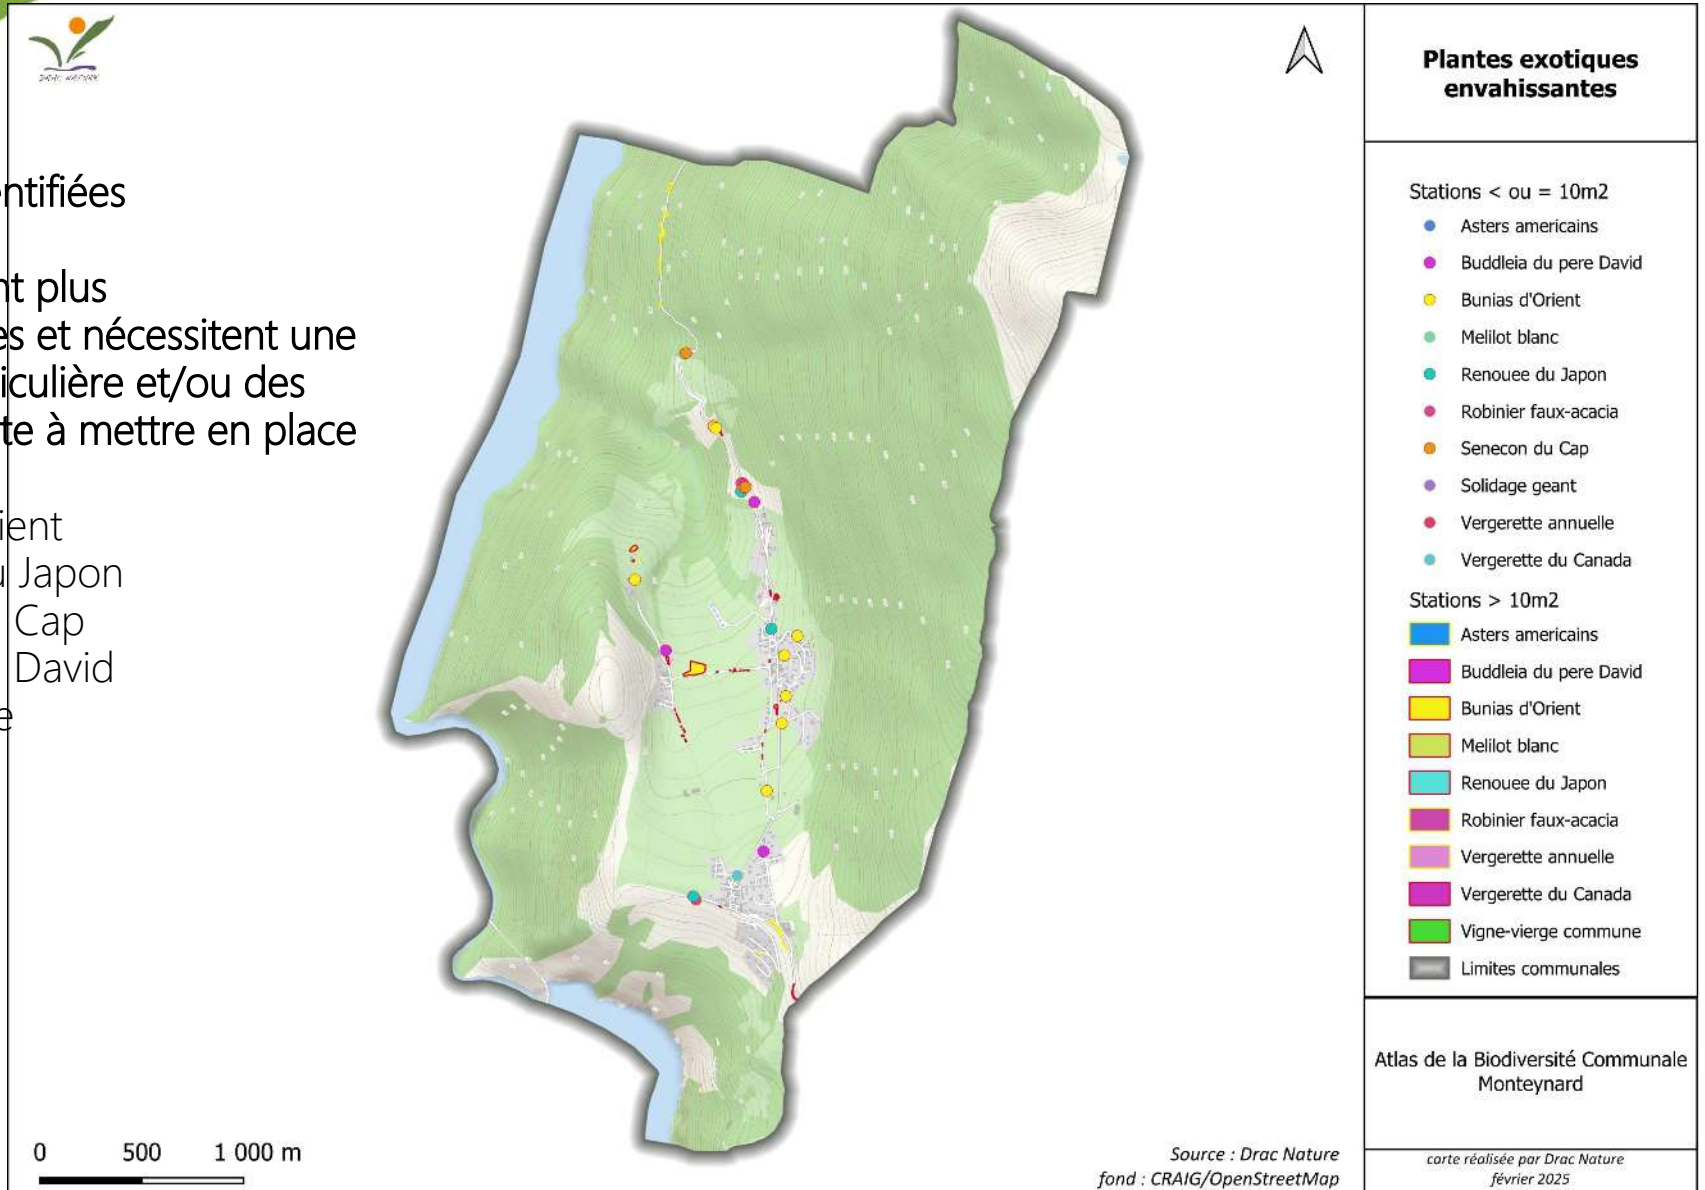 DRAC NATURE
entifiées
nt plus
es et nécessitent une
iculière et/ou des
te à mettre en place
ient
u Japon
Cap
David
e
Plantes exotiques
envahissantes
Stations < ou = 10m2
Asters americains
Buddleia du pere David
Bunias d'Orient
Melilot blanc
Renouee du Japon
Robinier faux-acacia
Senecon du Cap
Solidage geant
Vergerette annuelle
Vergerette du Canada
Stations > 10m2
Asters americains
Buddleia du pere David
Bunias d'Orient
Melilot blanc
Renouee du Japon
Robinier faux-acacia
Vergerette annuelle
Vergerette du Canada
Vigne-vierge commune
Limites communales
Atlas de la Biodiversité Communale
Monteynard
carte réalisée par Drac Nature
février 2025
0 500 1 000 m
Source : Drac Nature
fond : CRAIG/OpenStreetMap